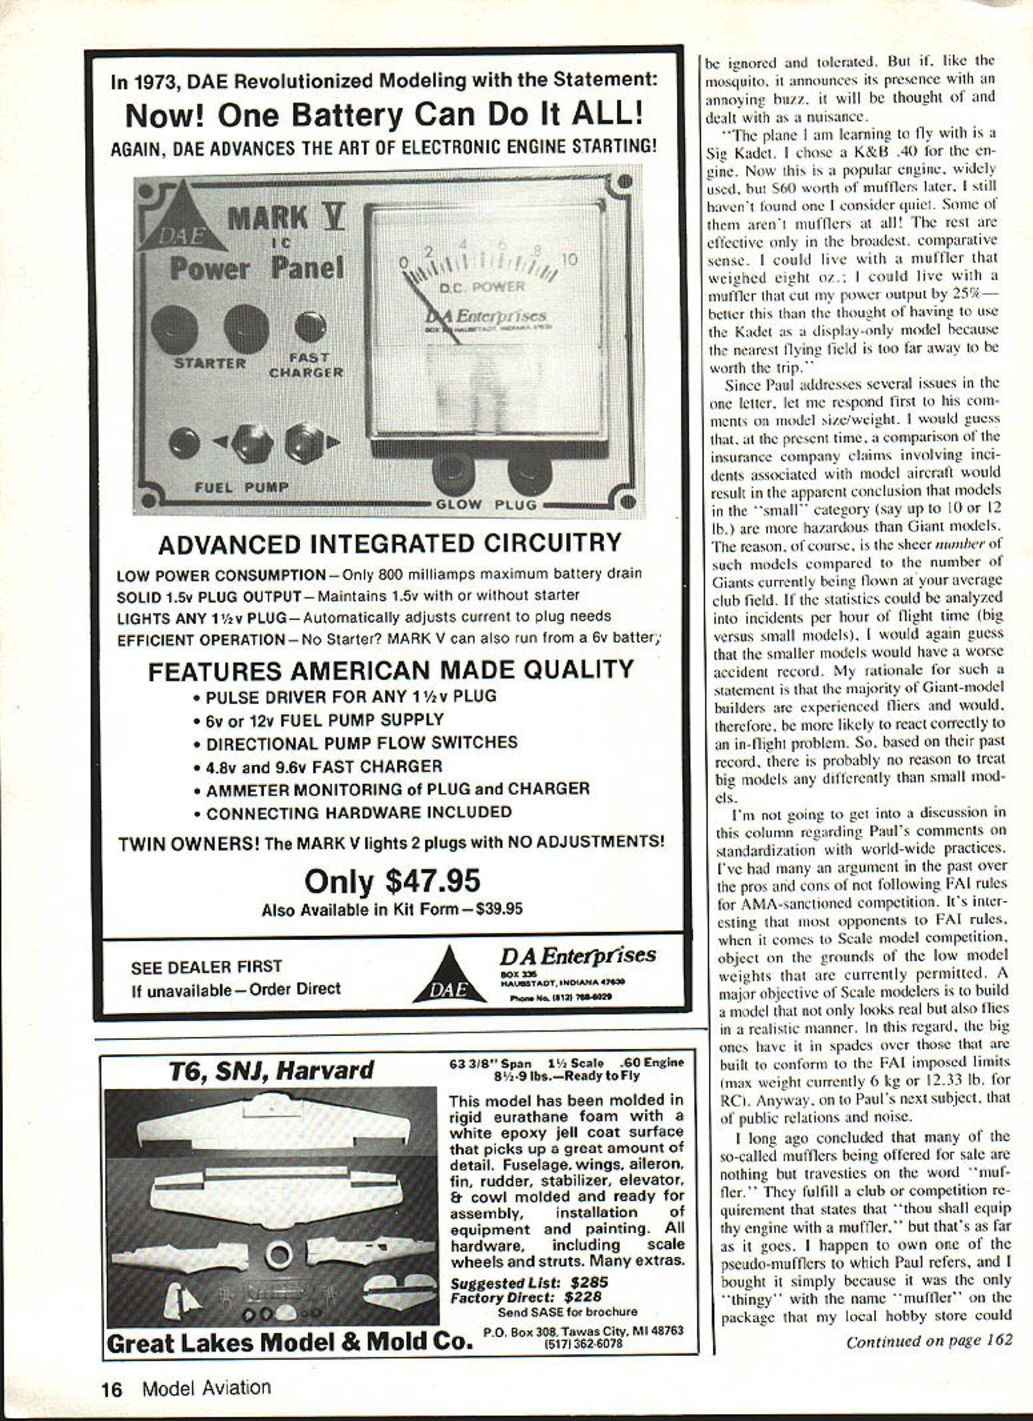 In 1973, DAE Revolutionized Modeling with the Statement:
Now! One Battery Can Do It ALL!
AGAIN, DAE ADVANCES THE ART OF ELECTRONIC ENGINE STARTING!
DAE
MARK V
IC
Power Panel
STARTER
FAST
CHARGER
FUEL PUMP
0 2 4 6 .8 10
D.C. POWER
DA Enterprises
GLOW PLUG
ADVANCED INTEGRATED CIRCUITRY
LOW POWER CONSUMPTION—Only 800 milliamps maximum battery drain
SOLID 1.5v PLUG OUTPUT—Maintains 1.5v with or without starter
LIGHTS ANY 1½v PLUG—Automatically adjusts current to plug needs
EFFICIENT OPERATION—No Starter? MARK V can also run from a 6v battery
FEATURES AMERICAN MADE QUALITY
• PULSE DRIVER FOR ANY 1½v PLUG
• 6v or 12v FUEL PUMP SUPPLY
• DIRECTIONAL PUMP FLOW SWITCHES
• 4.8v and 9.6v FAST CHARGER
• AMMETER MONITORING of PLUG and CHARGER
• CONNECTING HARDWARE INCLUDED
TWIN OWNERS! The MARK V lights 2 plugs with NO ADJUSTMENTS!
Only $47.95
Also Available in Kit Form—$39.95
SEE DEALER FIRST
If unavailable—Order Direct
DAE
D A Enterprises
BOX 335
HAUBSTADT, INDIANA 47639
Phone No. (812) 768-6029
T6, SNJ, Harvard
63 3/8" Span 1½ Scale .60 Engine
8½-9 lbs.—Ready to Fly
This model has been molded in
rigid eurathane foam with a
white epoxy jell coat surface
that picks up a great amount of
detail. Fuselage, wings, aileron,
fin, rudder, stabilizer, elevator,
& cowl molded and ready for
assembly, installation of
equipment and painting. All
hardware, including scale
wheels and struts. Many extras.
Suggested List: $285
Factory Direct: $228
Send SASE for brochure
Great Lakes Model & Mold Co.
P.O. Box 308, Tawas City, MI 48763
(517) 362-6078
be ignored and tolerated. But if, like the
mosquito, it announces its presence with an
annoying buzz, it will be thought of and
dealt with as a nuisance.
"The plane I am learning to fly with is a
Sig Kadet. I chose a K&B .40 for the en-
gine. Now this is a popular engine, widely
used, but $60 worth of mufflers later, I still
haven't found one I consider quiet. Some of
them aren't mufflers at all! The rest are
effective only in the broadest, comparative
sense. I could live with a muffler that
weighed eight oz.; I could live with a
muffler that cut my power output by 25%—
better this than the thought of having to use
the Kadet as a display-only model because
the nearest flying field is too far away to be
worth the trip."
Since Paul addresses several issues in the
one letter, let me respond first to his com-
ments on model size/weight. I would guess
that, at the present time, a comparison of the
insurance company claims involving inci-
dents associated with model aircraft would
result in the apparent conclusion that models
in the "small" category (say up to 10 or 12
lb.) are more hazardous than Giant models.
The reason, of course, is the sheer number of
such models compared to the number of
Giants currently being flown at your average
club field. If the statistics could be analyzed
into incidents per hour of flight time (big
versus small models), I would again guess
that the smaller models would have a worse
accident record. My rationale for such a
statement is that the majority of Giant-model
builders are experienced fliers and would,
therefore, be more likely to react correctly to
an in-flight problem. So, based on their past
record, there is probably no reason to treat
big models any differently than small mod-
els.
I'm not going to get into a discussion in
this column regarding Paul's comments on
standardization with world-wide practices.
I've had many an argument in the past over
the pros and cons of not following FAI rules
for AMA-sanctioned competition. It's inter-
esting that most opponents to FAI rules,
when it comes to Scale model competition,
object on the grounds of the low model
weights that are currently permitted. A
major objective of Scale modelers is to build
a model that not only looks real but also flies
in a realistic manner. In this regard, the big
ones have it in spades over those that are
built to conform to the FAI imposed limits
(max weight currently 6 kg or 12.33 lb. for
RC). Anyway, on to Paul's next subject, that
of public relations and noise.
I long ago concluded that many of the
so-called mufflers being offered for sale are
nothing but travesties on the word "muf-
fler." They fulfill a club or competition re-
quirement that states that "thou shall equip
thy engine with a muffler," but that's as far
as it goes. I happen to own one of the
pseudo-mufflers to which Paul refers, and I
bought it simply because it was the only
"thingy" with the name "muffler" on the
package that my local hobby store could
Continued on page 162
16 Model Aviation